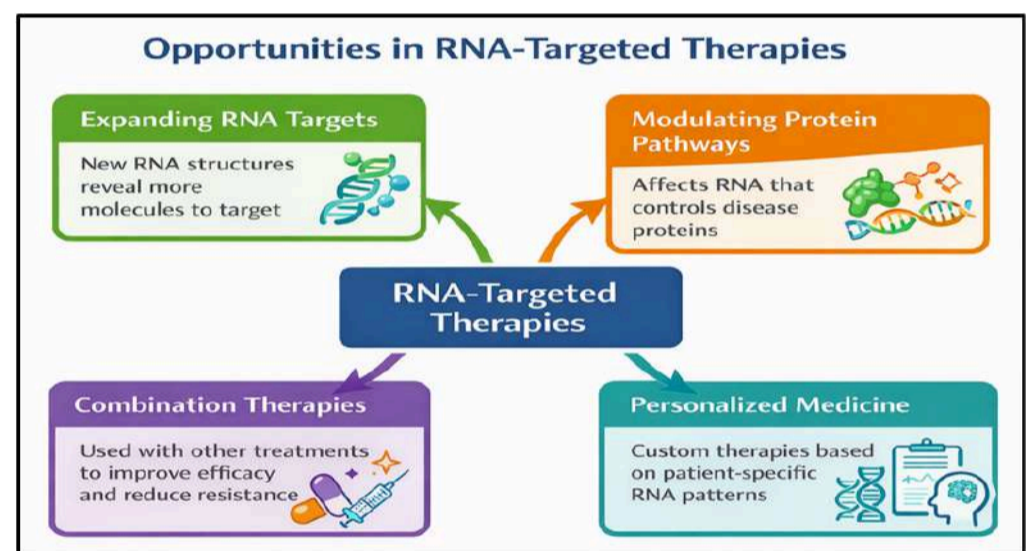 Opportunities in RNA-Targeted Therapies
Expanding RNA Targets
New RNA structures
reveal more
molecules to target
Modulating Protein
Pathways
Affects RNA that
controls disease
proteins
RNA-Targeted
Therapies
Combination Therapies
Used with other treatments
to improve efficacy
and reduce resistance
Personalized Medicine
Custom therapies based
on patient-specific
RNA patterns